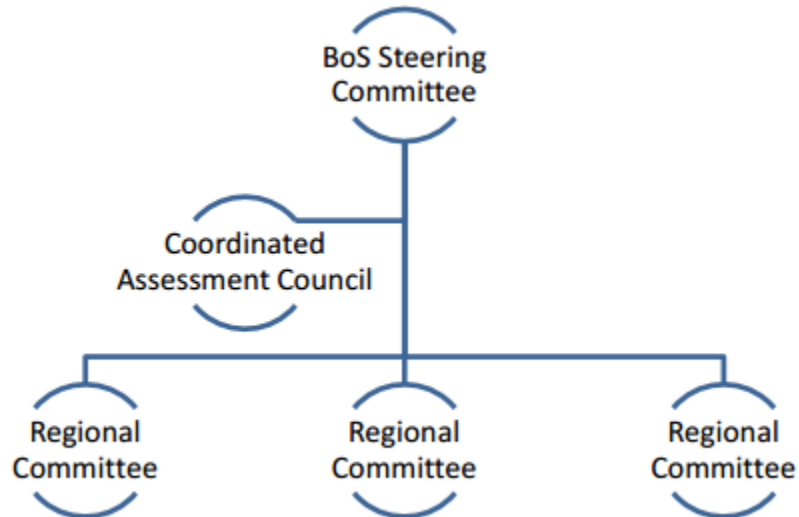 BoS Steering
Committee
Coordinated
Assessment Council
Regional
Committee
Regional
Committee
Regional
Committee